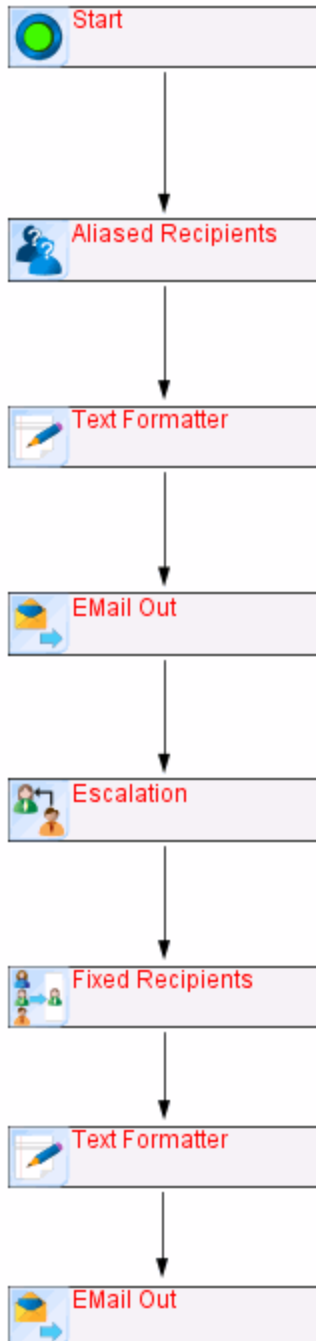 Start
Aliased Recipients
Text Formatter
EMail Out
Escalation
Fixed Recipients
Text Formatter
EMail Out